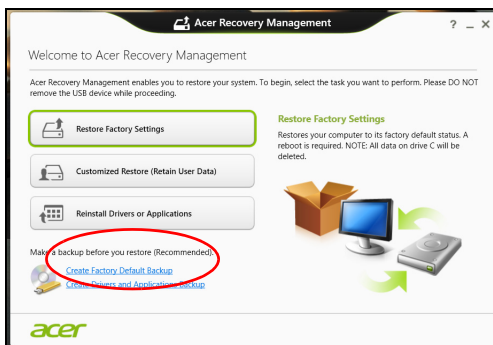 Acer Recovery Management
? _ X
Welcome to Acer Recovery Management
Acer Recovery Management enables you to restore your system. To begin, select the task you want to perform. Please DO NOT
remove the USB device while proceeding.
Restore Factory Settings
Customized Restore (Retain User Data)
Reinstall Drivers or Applications
Restore Factory Settings
Restores your computer to its factory default status. A
reboot is required. NOTE: All data on drive C will be
deleted.
Make a backup before you restore (Recommended):
Create Factory Default Backup
Create Drivers and Applications Backup
acer